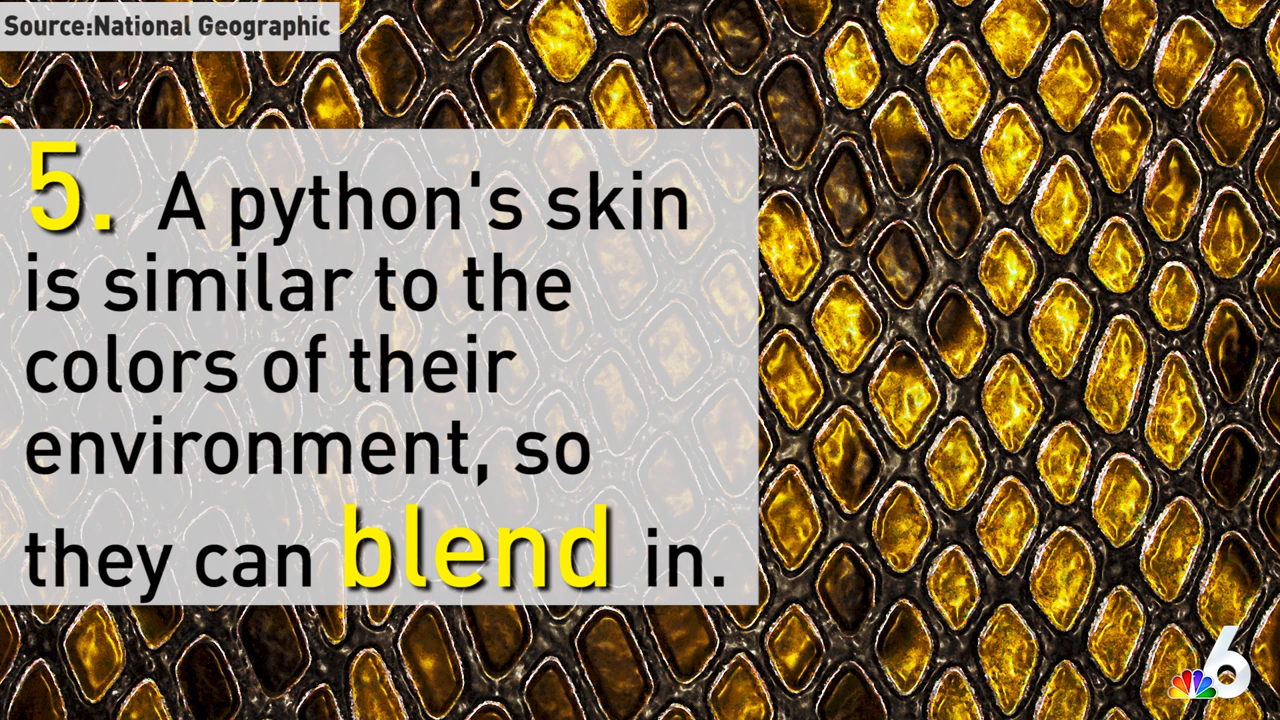 Source:National Geographic
5. A python's skin
is similar to the
colors of their
environment, so
they can blend in.
6